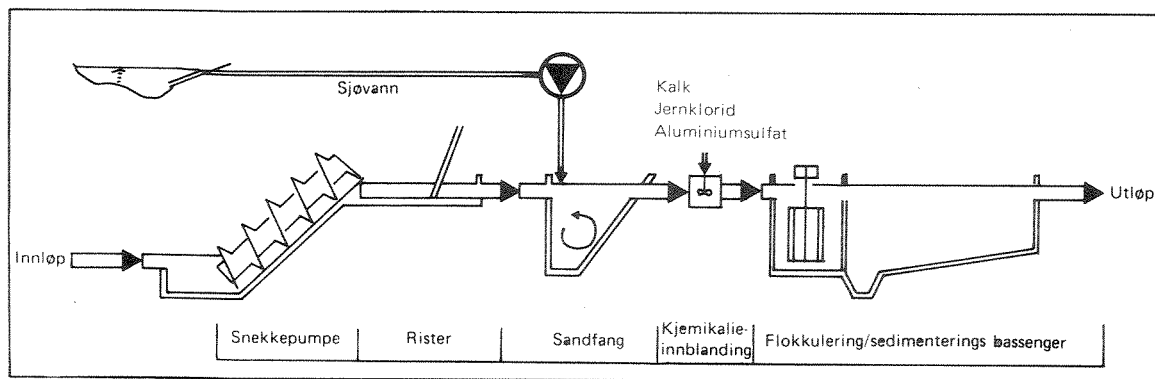 Sjøvann
Kalk
Jernklorid
Aluminiumsulfat
Innløp
Utløp
Snekkepumpe
Rister
Sandfang
Kjemikalie-
innblanding
Flokkulering/sedimenterings bassenger